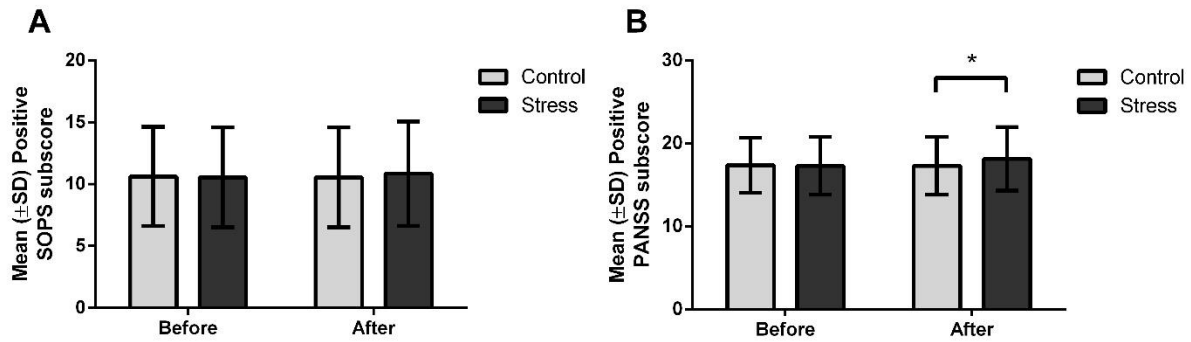 A
Mean (±SD) Positive
SOPS subscore
20
15
10
5
0
Before
After
Control
Stress
B
Mean (±SD) Positive
PANSS subscore
30
20
10
0
*
Before
After
Control
Stress